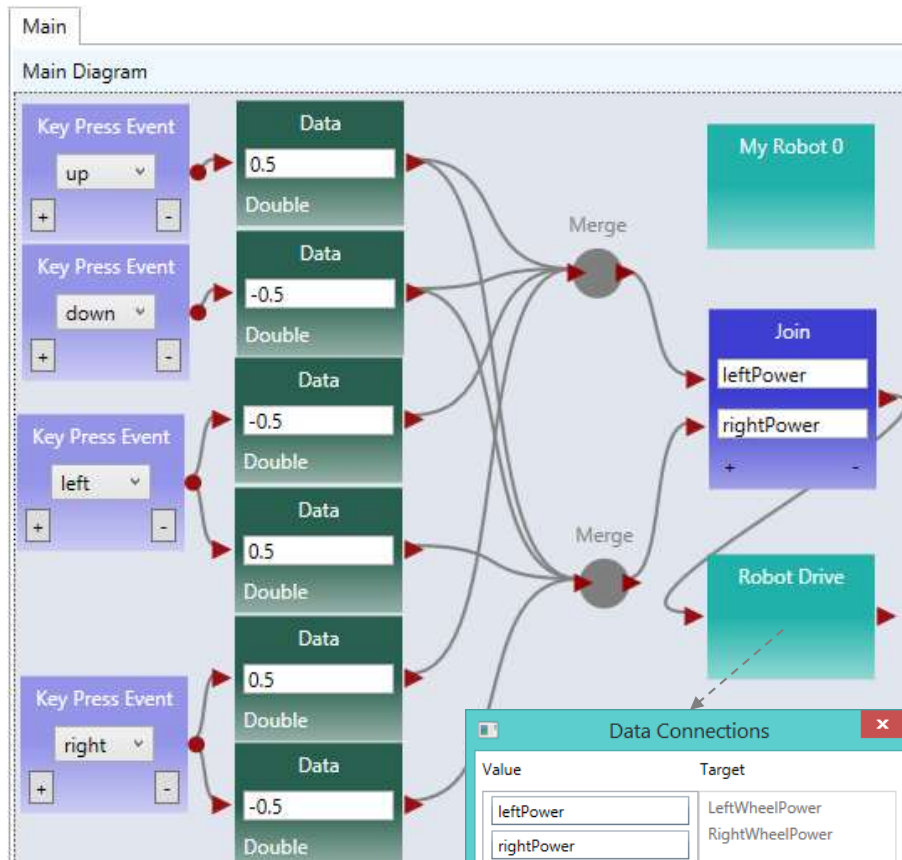 Main
Main Diagram
Key Press Event
up
+ -
Data
0.5
Double
My Robot 0
Merge
Key Press Event
down
+ -
Data
-0.5
Double
Join
leftPower
rightPower
+ -
Key Press Event
left
+ -
Data
-0.5
Double
Data
0.5
Double
Merge
Robot Drive
Key Press Event
right
+ -
Data
0.5
Double
Data
-0.5
Double
Data Connections
x
Value Target
leftPower LeftWheelPower
rightPower RightWheelPower